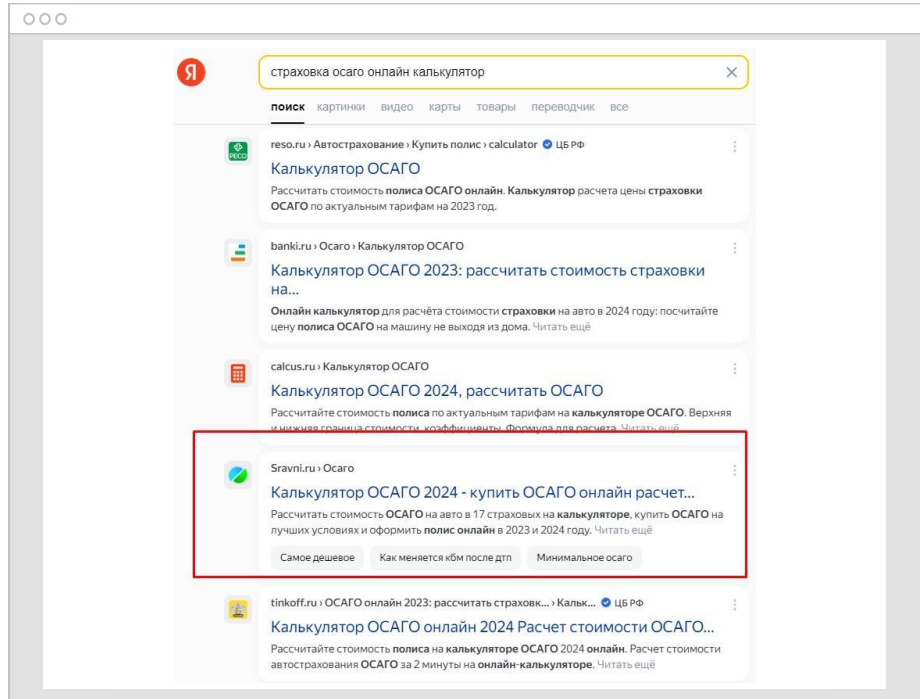 Я
страховка осаго онлайн калькулятор
поиск картинки видео карты товары переводчик все
РЕСО
reso.ru › Автострахование › Купить полис › calculator ЦБ РФ
Калькулятор ОСАГО
Рассчитать стоимость полиса ОСАГО онлайн. Калькулятор расчета цены страховки
ОСАГО по актуальным тарифам на 2023 год.
banki.ru › Осаго › Калькулятор ОСАГО
Калькулятор ОСАГО 2023: рассчитать стоимость страховки
на...
Онлайн калькулятор для расчёта стоимости страховки на авто в 2024 году: посчитайте
цену полиса ОСАГО на машину не выходя из дома. Читать ещё
calcus.ru › Калькулятор ОСАГО
Калькулятор ОСАГО 2024, рассчитать ОСАГО
Рассчитайте стоимость полиса по актуальным тарифам на калькуляторе ОСАГО. Верхняя
и нижняя граница стоимости, коэффициенты. Формула для расчета. Читать ещё
Sravni.ru › Осаго
Калькулятор ОСАГО 2024 - купить ОСАГО онлайн расчет...
Рассчитать стоимость ОСАГО на авто в 17 страховых на калькуляторе, купить ОСАГО на
лучших условиях и оформить полис онлайн в 2023 и 2024 году. Читать ещё
Самое дешевое Как меняется кбм после дтп Минимальное осаго
tinkoff.ru › ОСАГО онлайн 2023: рассчитать страховк... › Кальк... ЦБ РФ
Калькулятор ОСАГО онлайн 2024 Расчет стоимости ОСАГО...
Рассчитайте стоимость полиса на калькуляторе ОСАГО 2024 онлайн. Расчет стоимости
автострахования ОСАГО за 2 минуты на онлайн-калькуляторе. Читать ещё